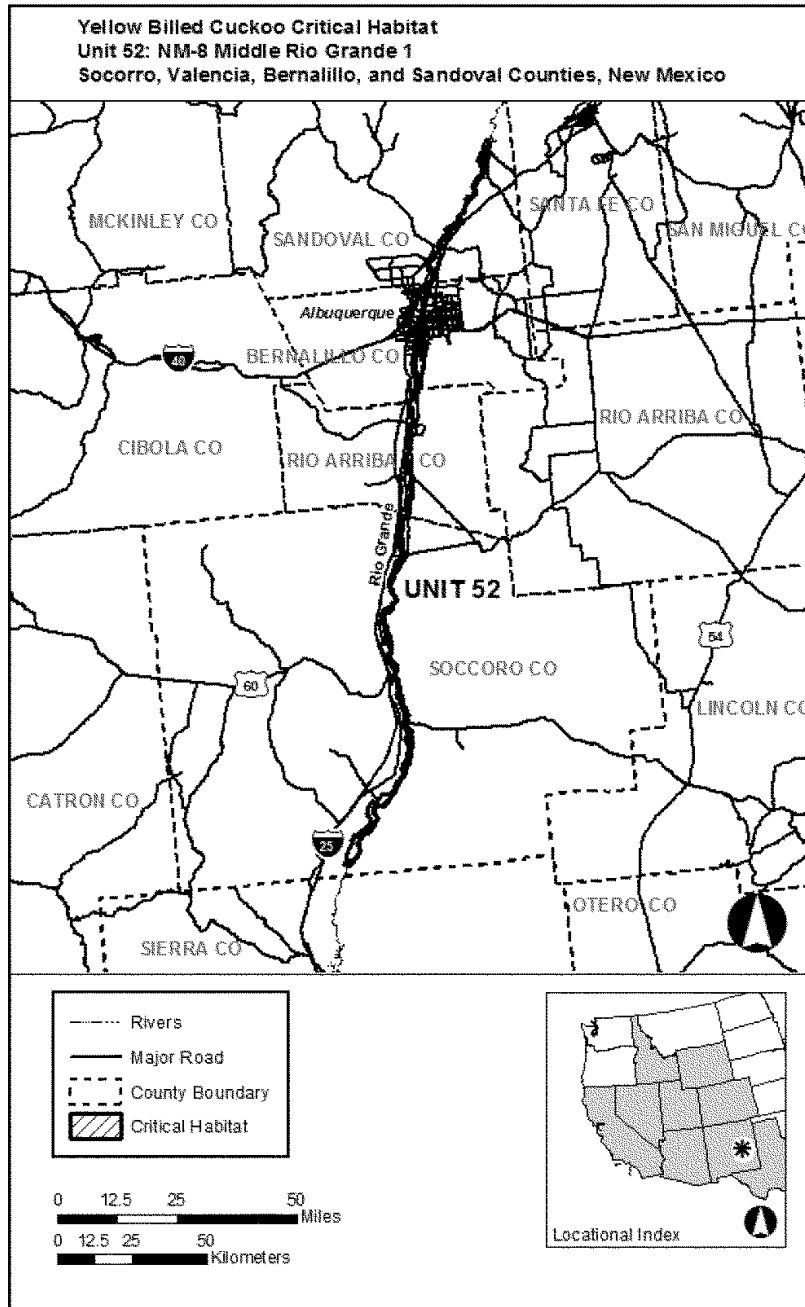 Yellow Billed Cuckoo Critical Habitat
Unit 52: NM-8 Middle Rio Grande 1
Socorro, Valencia, Bernalillo, and Sandoval Counties, New Mexico
MCKINLEY CO
SANDOVAL CO
SANTA FE CO
SAN MIGUEL CO
Albuquerque
BERNALILLO CO
40
CIBOLA CO
RIO ARRIBA CO
RIO ARRIBA CO
Rio Grande
UNIT 52
54
60
SOCCORO CO
LINCOLN CO
CATRON CO
25
OTERO CO
SIERRA CO
Rivers
Major Road
County Boundary
Critical Habitat
0 12.5 25 50
Miles
0 12.5 25 50
Kilometers
Locational Index